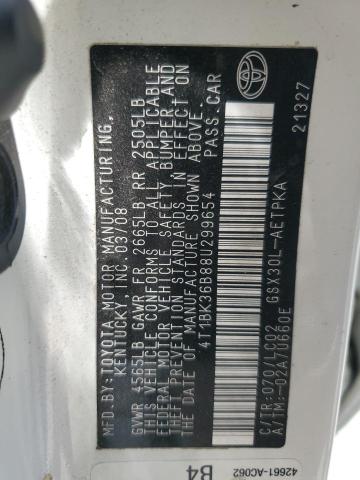 MFD.BY:TOYOTA MOTOR MANUFACTURING,
KENTUCKY, INC. 03/08
GVWR 4565LB GAWR FR 2665LB RR 2505LB
THIS VEHICLE CONFORMS TO ALL APPLICABLE
FEDERAL MOTOR VEHICLE SAFETY, BUMPER AND
THEFT PREVENTION STANDARDS IN EFFECT ON
THE DATE OF MANUFACTURE SHOWN ABOVE.
4T1BK36B88U299654 PASS.CAR
C/TR:070/7002 GSX30L-AETPKA
A/TM:-02A/U660E
21327
42661-AC062
B4